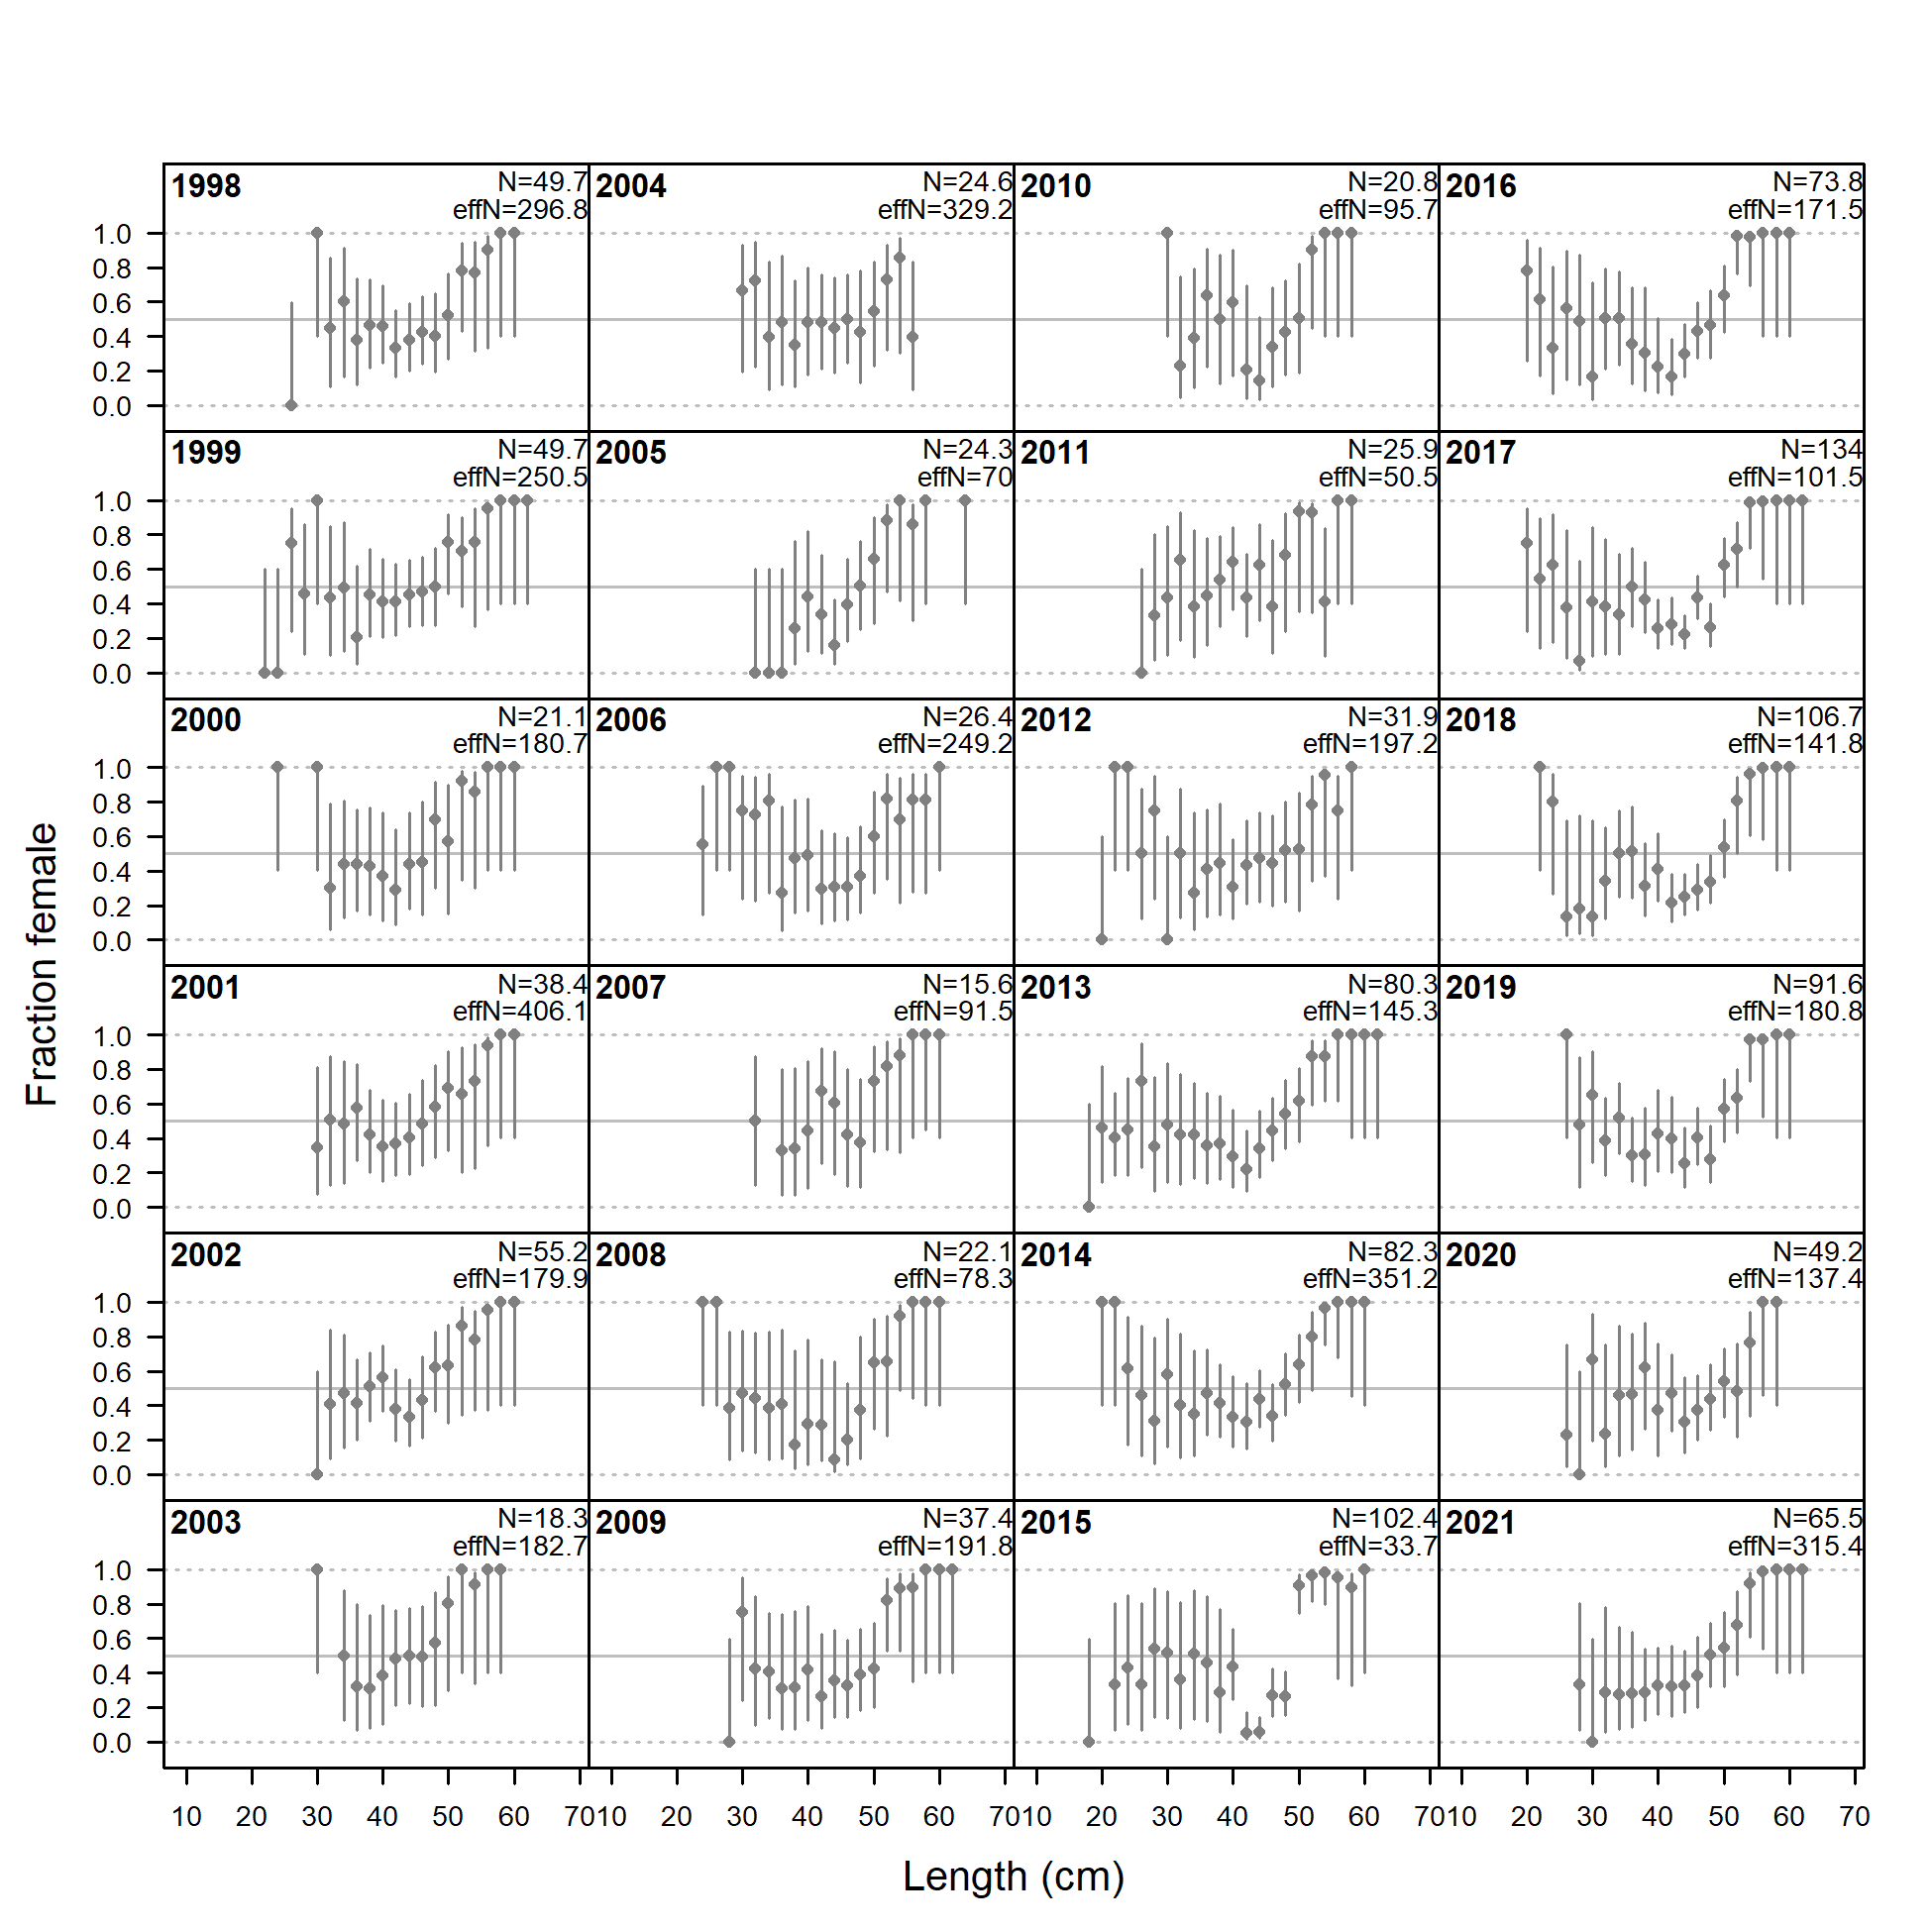 1998 N=49.7
effN=296.8
2004 N=24.6
effN=329.2
2010 N=20.8
effN=95.7
2016 N=73.8
effN=171.5
1.0
0.8
0.6
0.4
0.2
0.0
1999 N=49.7
effN=250.5
2005 N=24.3
effN=70
2011 N=25.9
effN=50.5
2017 N=134
effN=101.5
1.0
0.8
0.6
0.4
0.2
0.0
2000 N=21.1
effN=180.7
2006 N=26.4
effN=249.2
2012 N=31.9
effN=197.2
2018 N=106.7
effN=141.8
1.0
0.8
0.6
0.4
0.2
0.0
2001 N=38.4
effN=406.1
2007 N=15.6
effN=91.5
2013 N=80.3
effN=145.3
2019 N=91.6
effN=180.8
1.0
0.8
0.6
0.4
0.2
0.0
2002 N=55.2
effN=179.9
2008 N=22.1
effN=78.3
2014 N=82.3
effN=351.2
2020 N=49.2
effN=137.4
1.0
0.8
0.6
0.4
0.2
0.0
2003 N=18.3
effN=182.7
2009 N=37.4
effN=191.8
2015 N=102.4
effN=33.7
2021 N=65.5
effN=315.4
1.0
0.8
0.6
0.4
0.2
0.0
10 20 30 40 50 60 70 10 20 30 40 50 60 70 10 20 30 40 50 60 70 10 20 30 40 50 60 70
Length (cm)
Fraction female